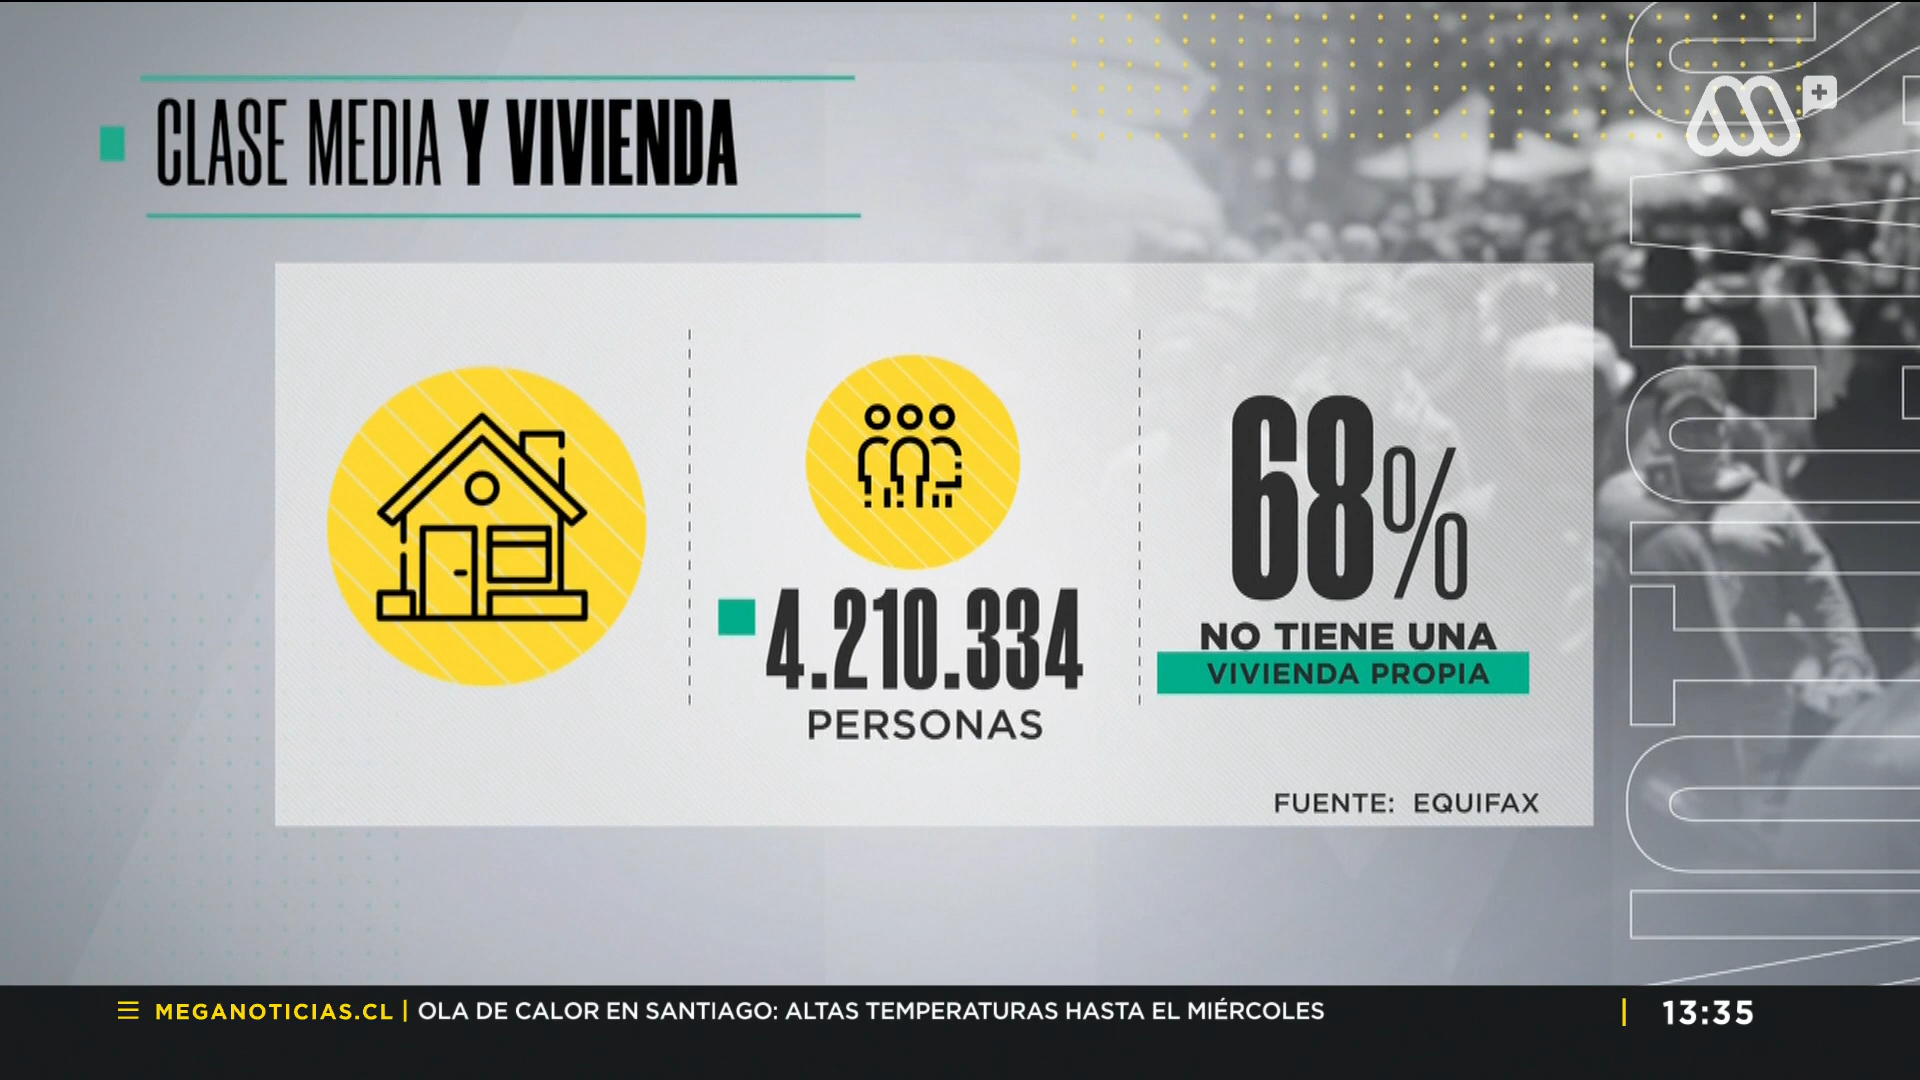 CLASE MEDIA Y VIVIENDA
4.210.334
PERSONAS
68%
NO TIENE UNA
VIVIENDA PROPIA
FUENTE: EQUIFAX
MEGANOTICIAS.CL | OLA DE CALOR EN SANTIAGO: ALTAS TEMPERATURAS HASTA EL MIÉRCOLES
13:35